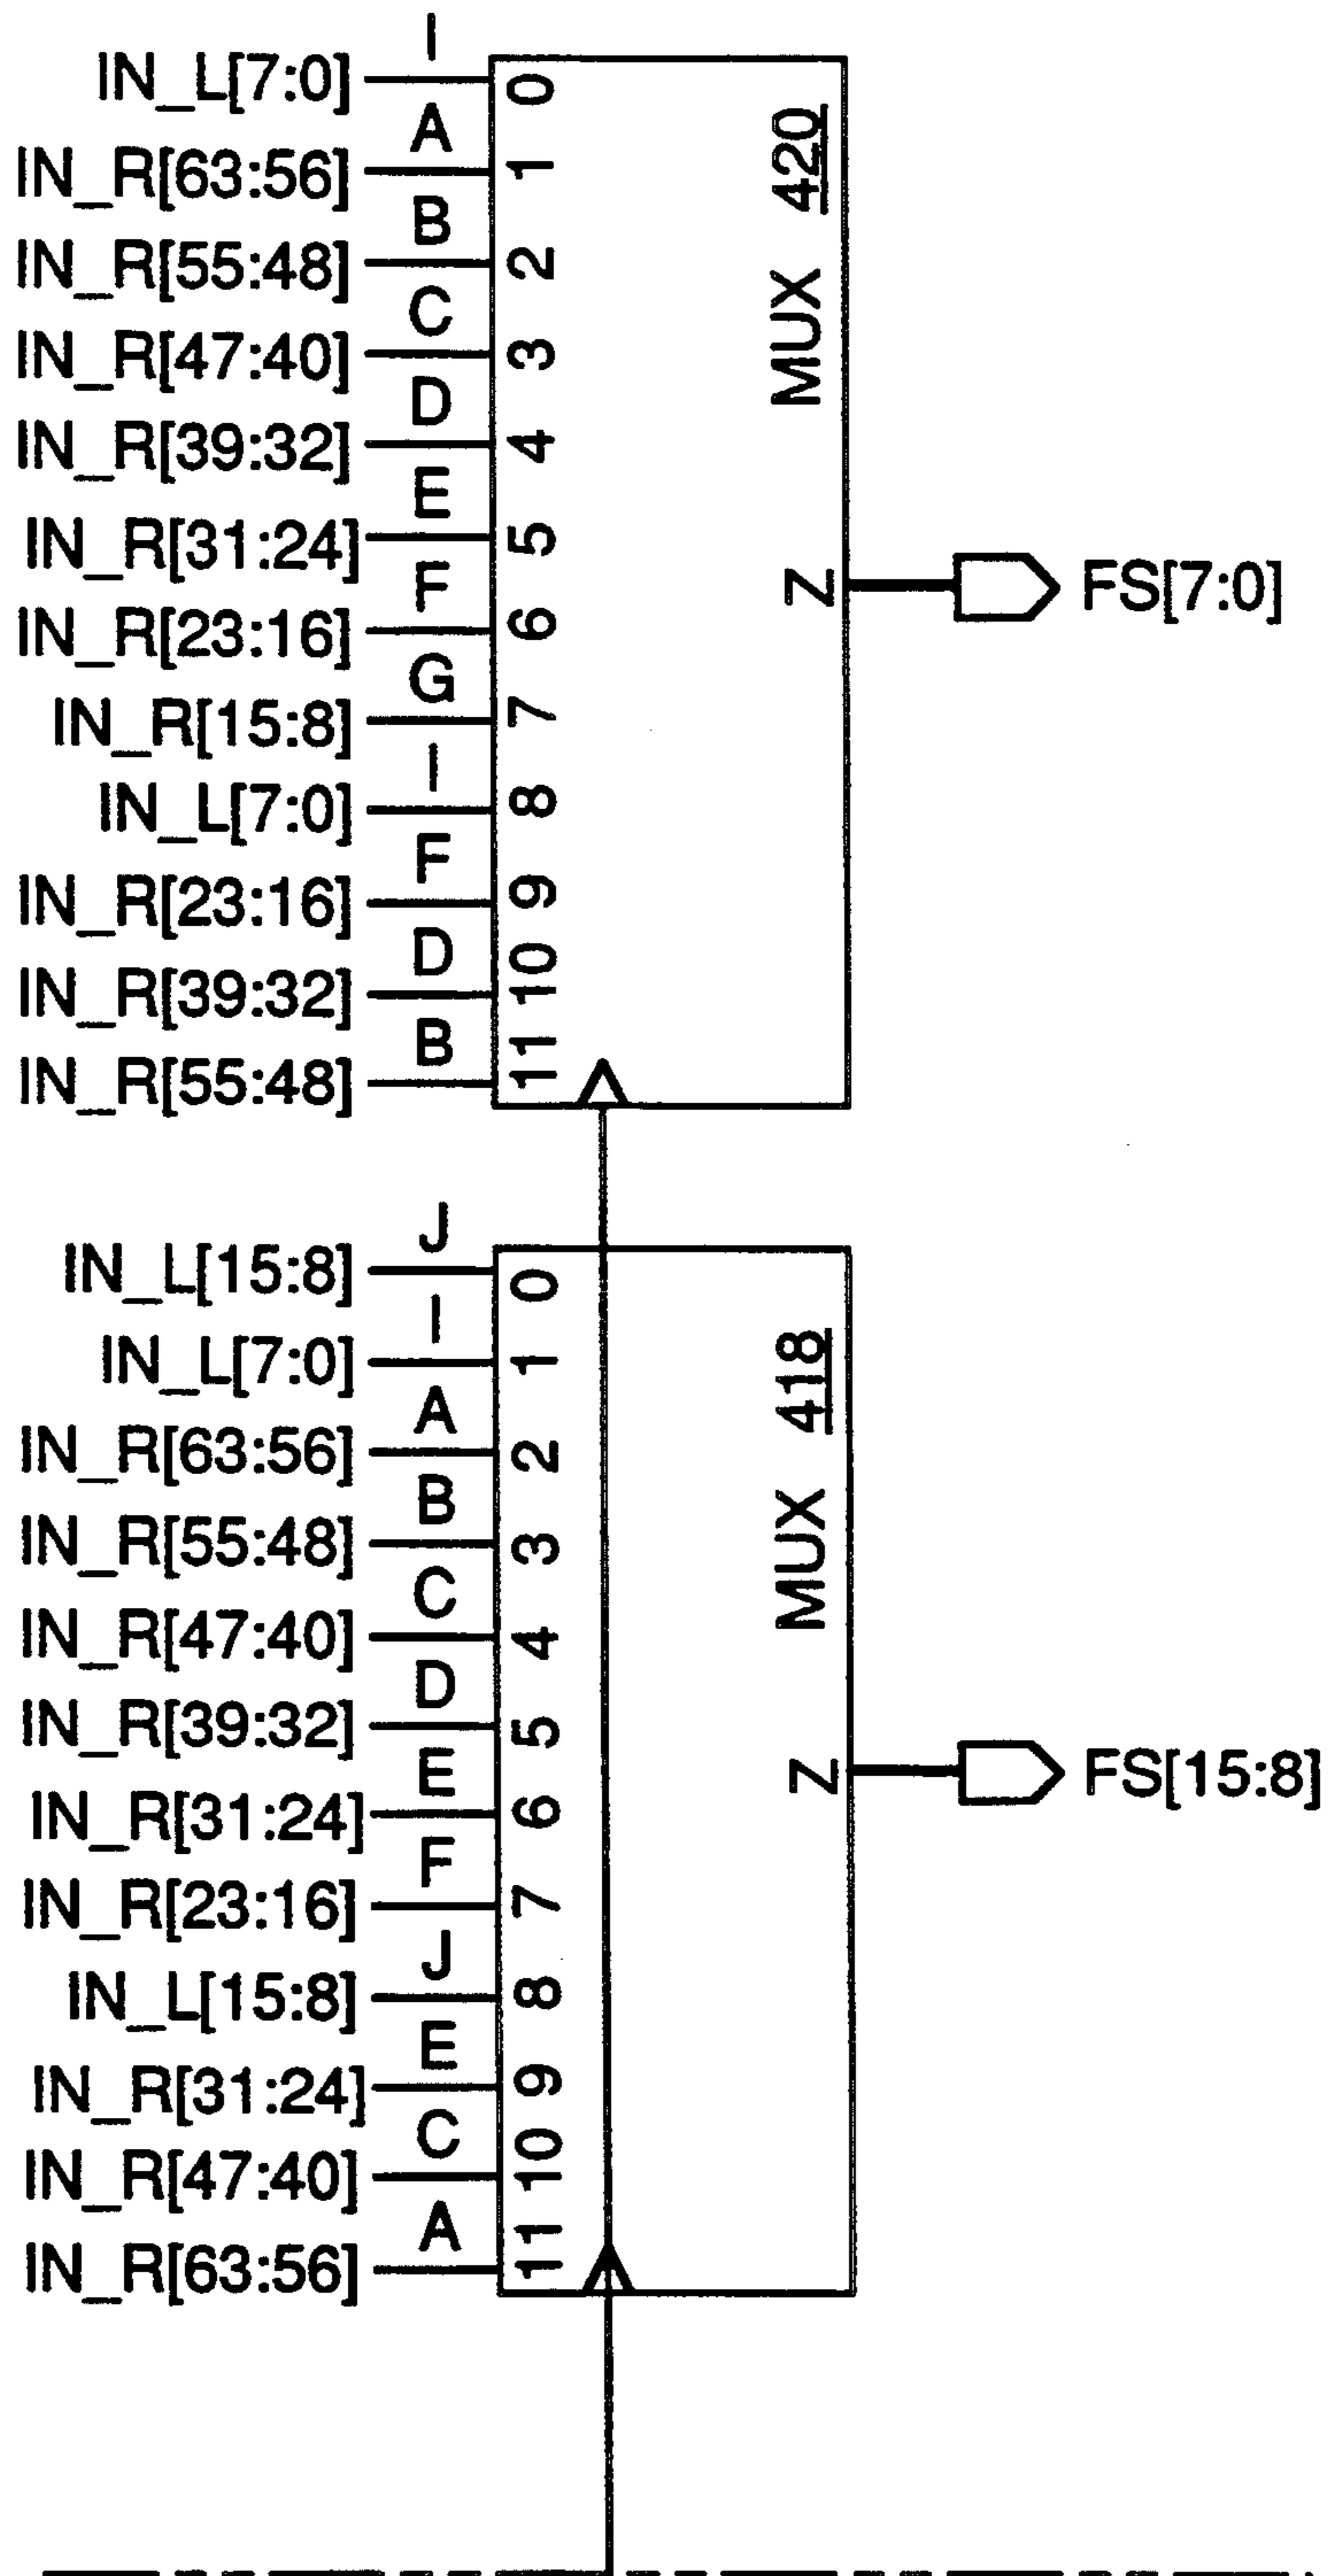 I
IN_L[7:0] 0
A
IN_R[63:56] 1
B
IN_R[55:48] 2
C
IN_R[47:40] 3
D
IN_R[39:32] 4
E
IN_R[31:24] 5
F
IN_R[23:16] 6
G
IN_R[15:8] 7
I
IN_L[7:0] 8
F
IN_R[23:16] 9
D
IN_R[39:32] 10
B
IN_R[55:48] 11
MUX 420
Z
FS[7:0]
J
IN_L[15:8] 0
I
IN_L[7:0] 1
A
IN_R[63:56] 2
B
IN_R[55:48] 3
C
IN_R[47:40] 4
D
IN_R[39:32] 5
E
IN_R[31:24] 6
F
IN_R[23:16] 7
J
IN_L[15:8] 8
E
IN_R[31:24] 9
C
IN_R[47:40] 10
A
IN_R[63:56] 11
MUX 418
Z
FS[15:8]